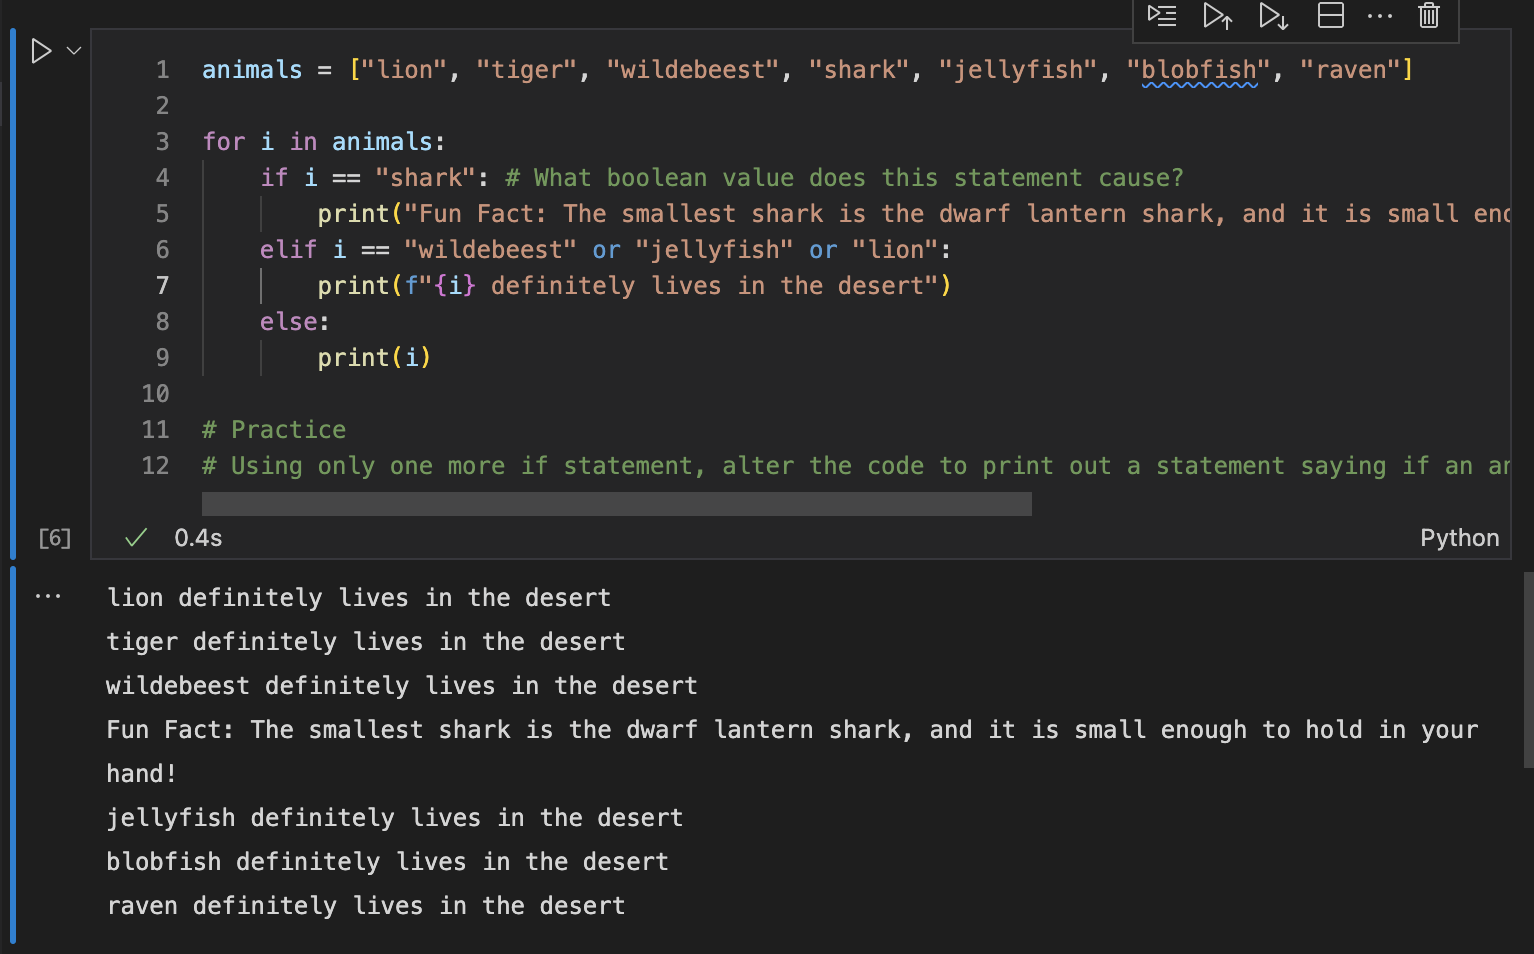 1 animals = ["lion", "tiger", "wildebeest", "shark", "jellyfish", "blobfish", "raven"]
2
3 for i in animals:
4     if i == "shark": # What boolean value does this statement cause?
5         print("Fun Fact: The smallest shark is the dwarf lantern shark, and it is small
6     elif i == "wildebeest" or "jellyfish" or "lion":
7         print(f"{i} definitely lives in the desert")
8     else:
9         print(i)
10
11 # Practice
12 # Using only one more if statement, alter the code to print out a statement saying if an
[6] 0.4s Python
lion definitely lives in the desert
tiger definitely lives in the desert
wildebeest definitely lives in the desert
Fun Fact: The smallest shark is the dwarf lantern shark, and it is small enough to hold in your
hand!
jellyfish definitely lives in the desert
blobfish definitely lives in the desert
raven definitely lives in the desert